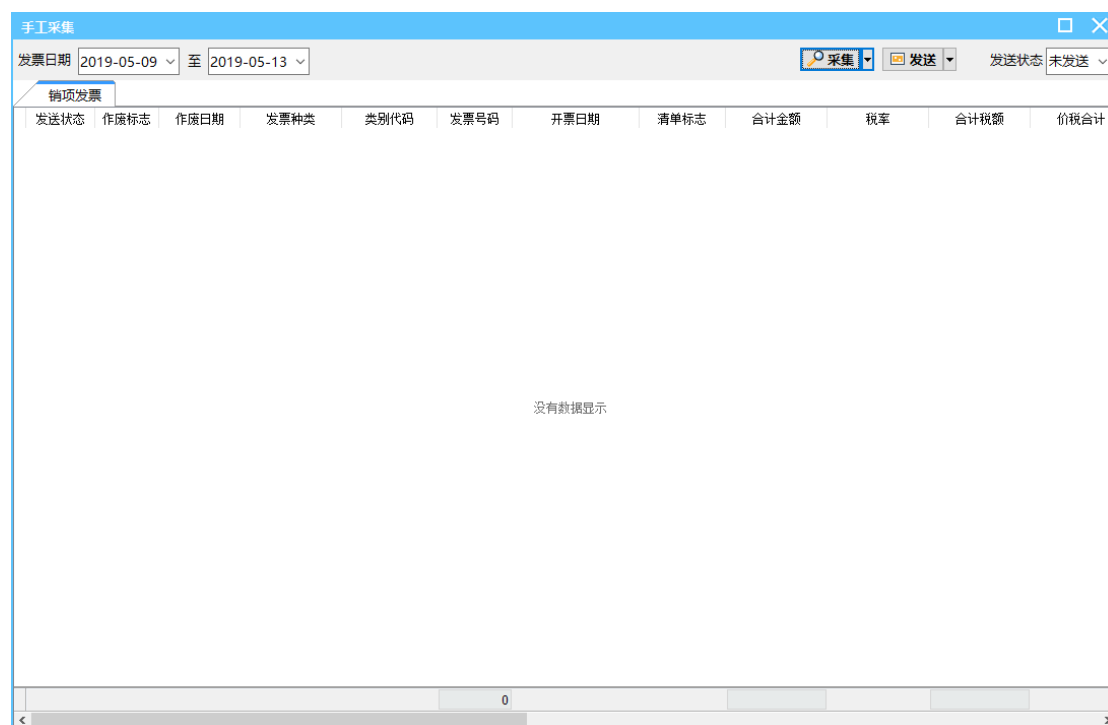 手工采集
发票日期 2019-05-09 至 2019-05-13 采集 发送 发送状态 未发送
销项发票
发送状态 作废标志 作废日期 发票种类 类别代码 发票号码 开票日期 清单标志 合计金额 税率 合计税额 价税合计
没有数据显示
0